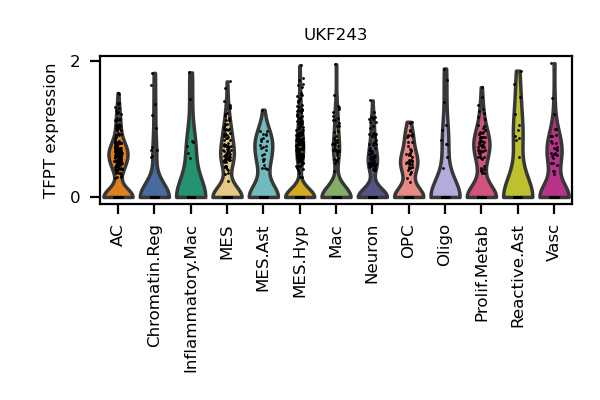 UKF243
TFPT expression
2
0
AC
Chromatin.Reg
Inflammatory.Mac
MES
MES.Ast
MES.Hyp
Mac
Neuron
OPC
Oligo
Prolif.Metab
Reactive.Ast
Vasc